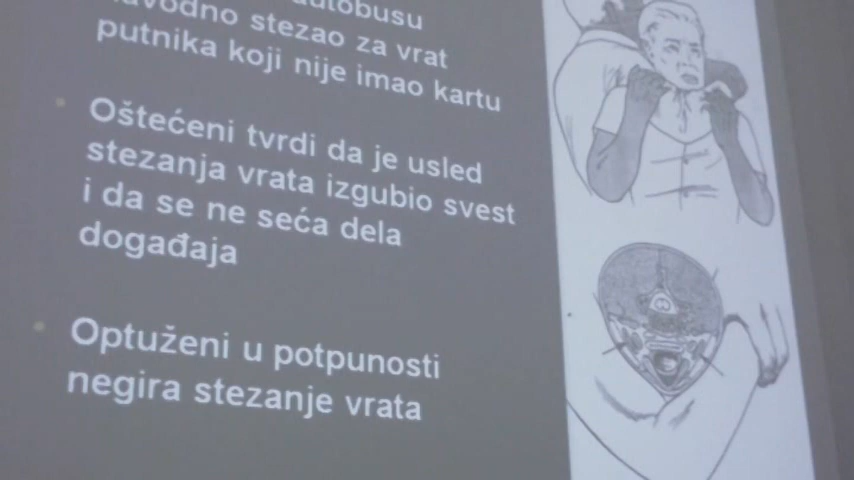 autobusu
navodno stezao za vrat
putnika koji nije imao kartu
Oštećeni tvrdi da je usled
stezanja vrata izgubio svest
i da se ne seća dela
događaja
Optuženi u potpunosti
negira stezanje vrata